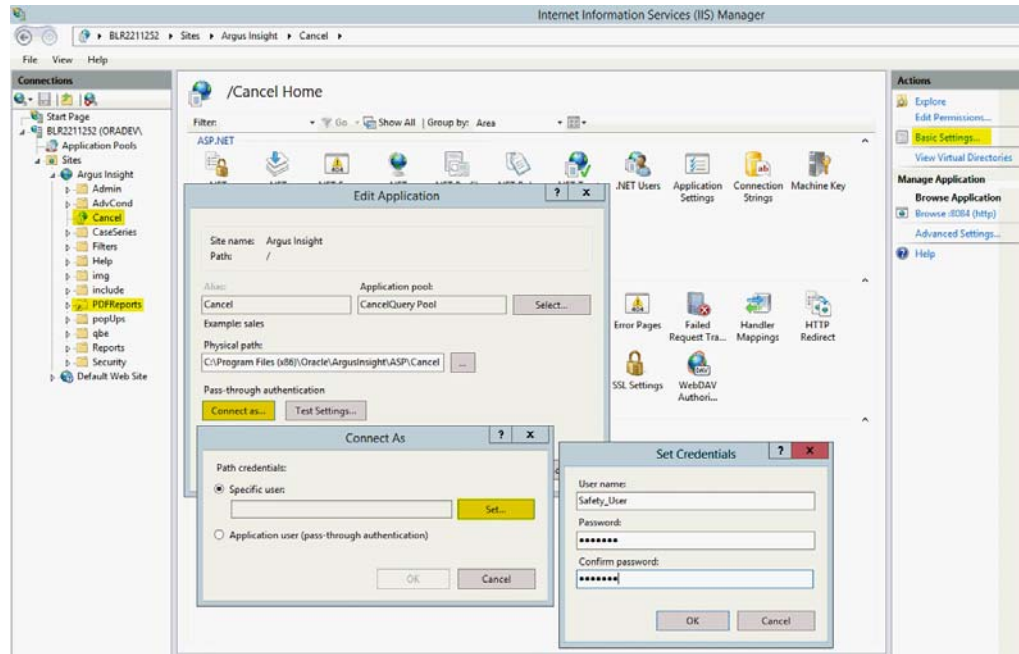 Internet Information Services (IIS) Manager
BLR2211252 ▸ Sites ▸ Argus Insight ▸ Cancel ▸
File View Help
Connections
Start Page
BLR2211252 (ORADEV\
Application Pools
Sites
Argus Insight
Admin
AdvCond
Cancel
CaseSeries
Filters
Help
img
include
PDFReports
popUps
qbe
Reports
Security
Default Web Site
/Cancel Home
Filter: Go Show All Group by: Area
ASP.NET
.NET Users Application Settings Connection Strings Machine Key
Error Pages Failed Request Tra... Handler Mappings HTTP Redirect
SSL Settings WebDAV Authori...
Edit Application
? x
Site name: Argus Insight
Path: /
Alias: Application pool:
Cancel CancelQuery Pool Select...
Example: sales
Physical path:
C:\Program Files (x86)\Oracle\ArgusInsight\ASP\Cancel ...
Pass-through authentication
Connect as... Test Settings...
Connect As
? x
Path credentials:
Specific user:
Set...
Application user (pass-through authentication)
OK Cancel
Set Credentials
? x
User name:
Safety_User
Password:
•••••••
Confirm password:
•••••••
OK Cancel
Actions
Explore
Edit Permissions...
Basic Settings...
View Virtual Directories
Manage Application
Browse Application
Browse :8084 (http)
Advanced Settings...
Help